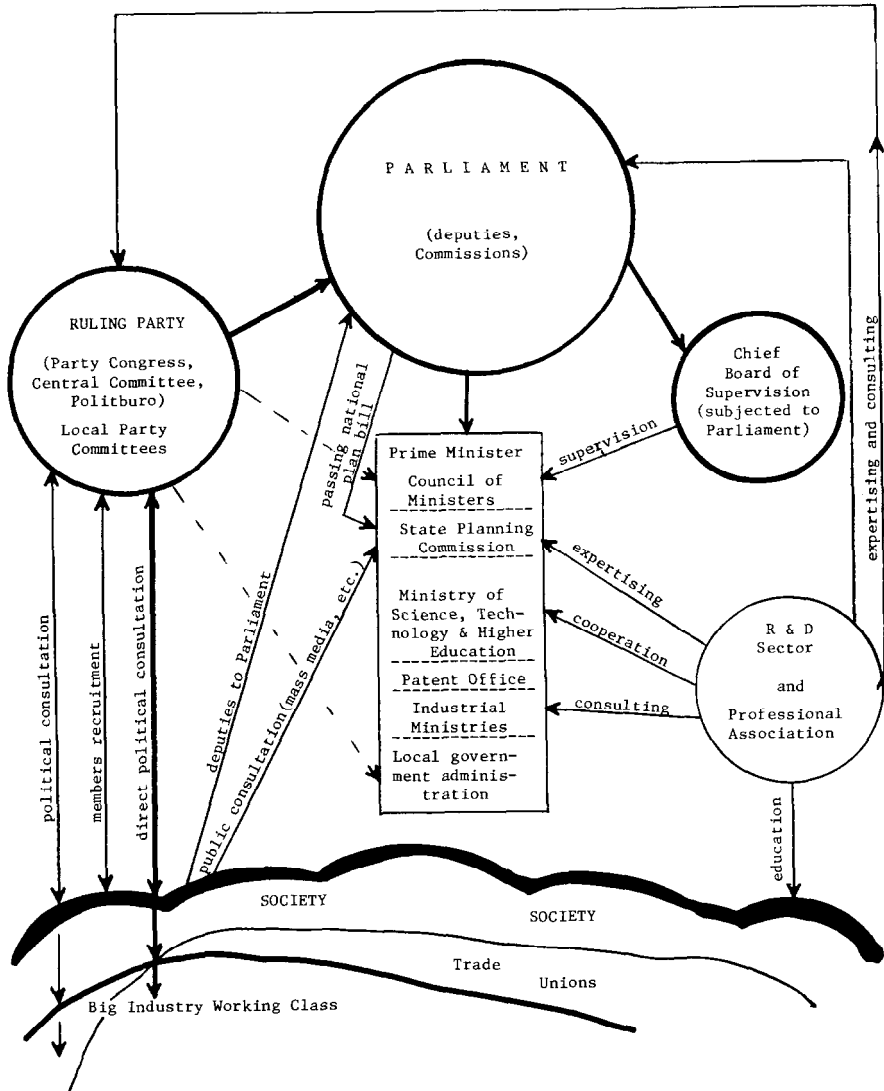 P A R L I A M E N T
(deputies,
Commissions)
RULING PARTY
(Party Congress,
Central Committee,
Politburo)
Local Party
Committees
Chief
Board of
Supervision
(subjected to
Parliament)
expertising and consulting
supervision
passing national
plan bill
Prime Minister
Council of
Ministers
State Planning
Commission
Ministry of
Science, Tech-
nology & Higher
Education
Patent Office
Industrial
Ministries
Local govern-
ment adminis-
tration
expertising
cooperation
consulting
R & D
Sector
and
Professional
Association
political consultation
members recruitment
direct political consultation
deputies to Parliament
public consultation(mass media, etc.)
education
SOCIETY
SOCIETY
Trade
Unions
Big Industry Working Class